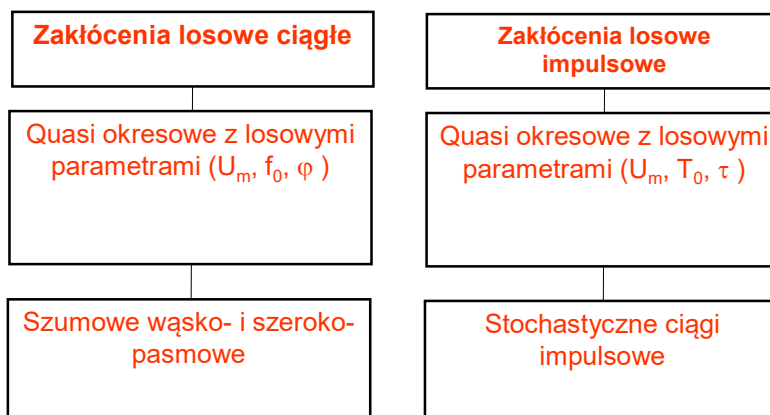 Zakłócenia losowe ciągłe
Quasi okresowe z losowymi
parametrami (Um, f0, φ )
Szumowe wąsko- i szeroko-
pasmowe
Zakłócenia losowe
impulsowe
Quasi okresowe z losowymi
parametrami (Um, T0, τ )
Stochastyczne ciągi
impulsowe